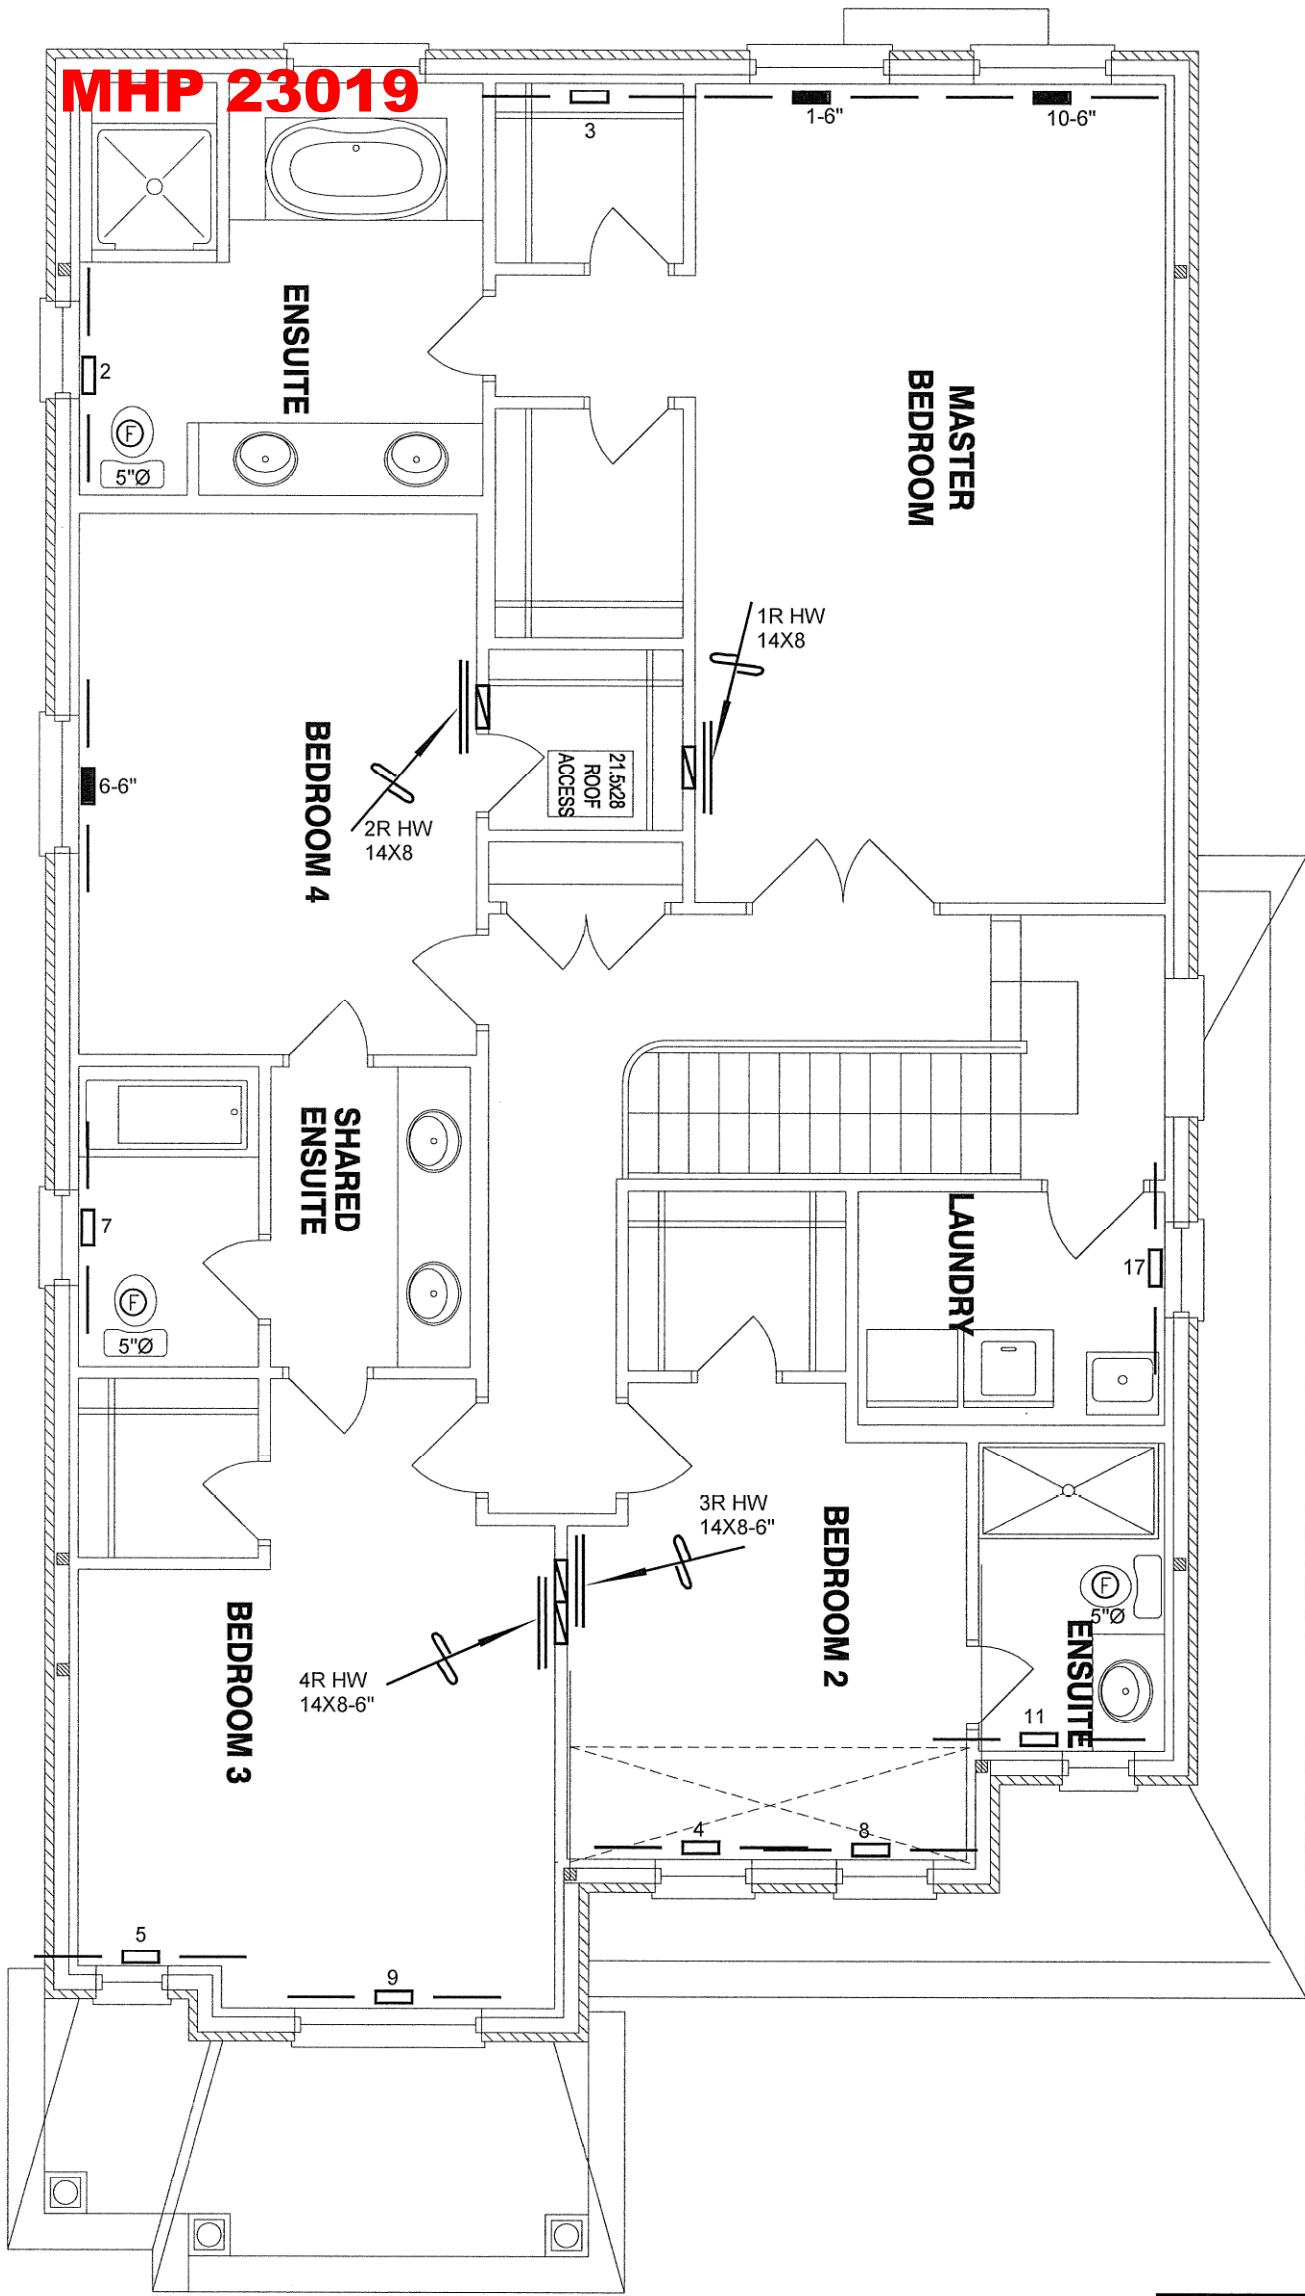 MHP 23019
3
1-6"
10-6"
ENSUITE
MASTER
BEDROOM
2
F
5"Ø
1R HW
14X8
BEDROOM 4
21.5x28
ROOF
ACCESS
6-6"
2R HW
14X8
SHARED
ENSUITE
LAUNDRY
7
17
F
5"Ø
3R HW
14X8-6"
BEDROOM 2
F
5"Ø
ENSUITE
BEDROOM 3
4R HW
14X8-6"
11
4
8
5
9